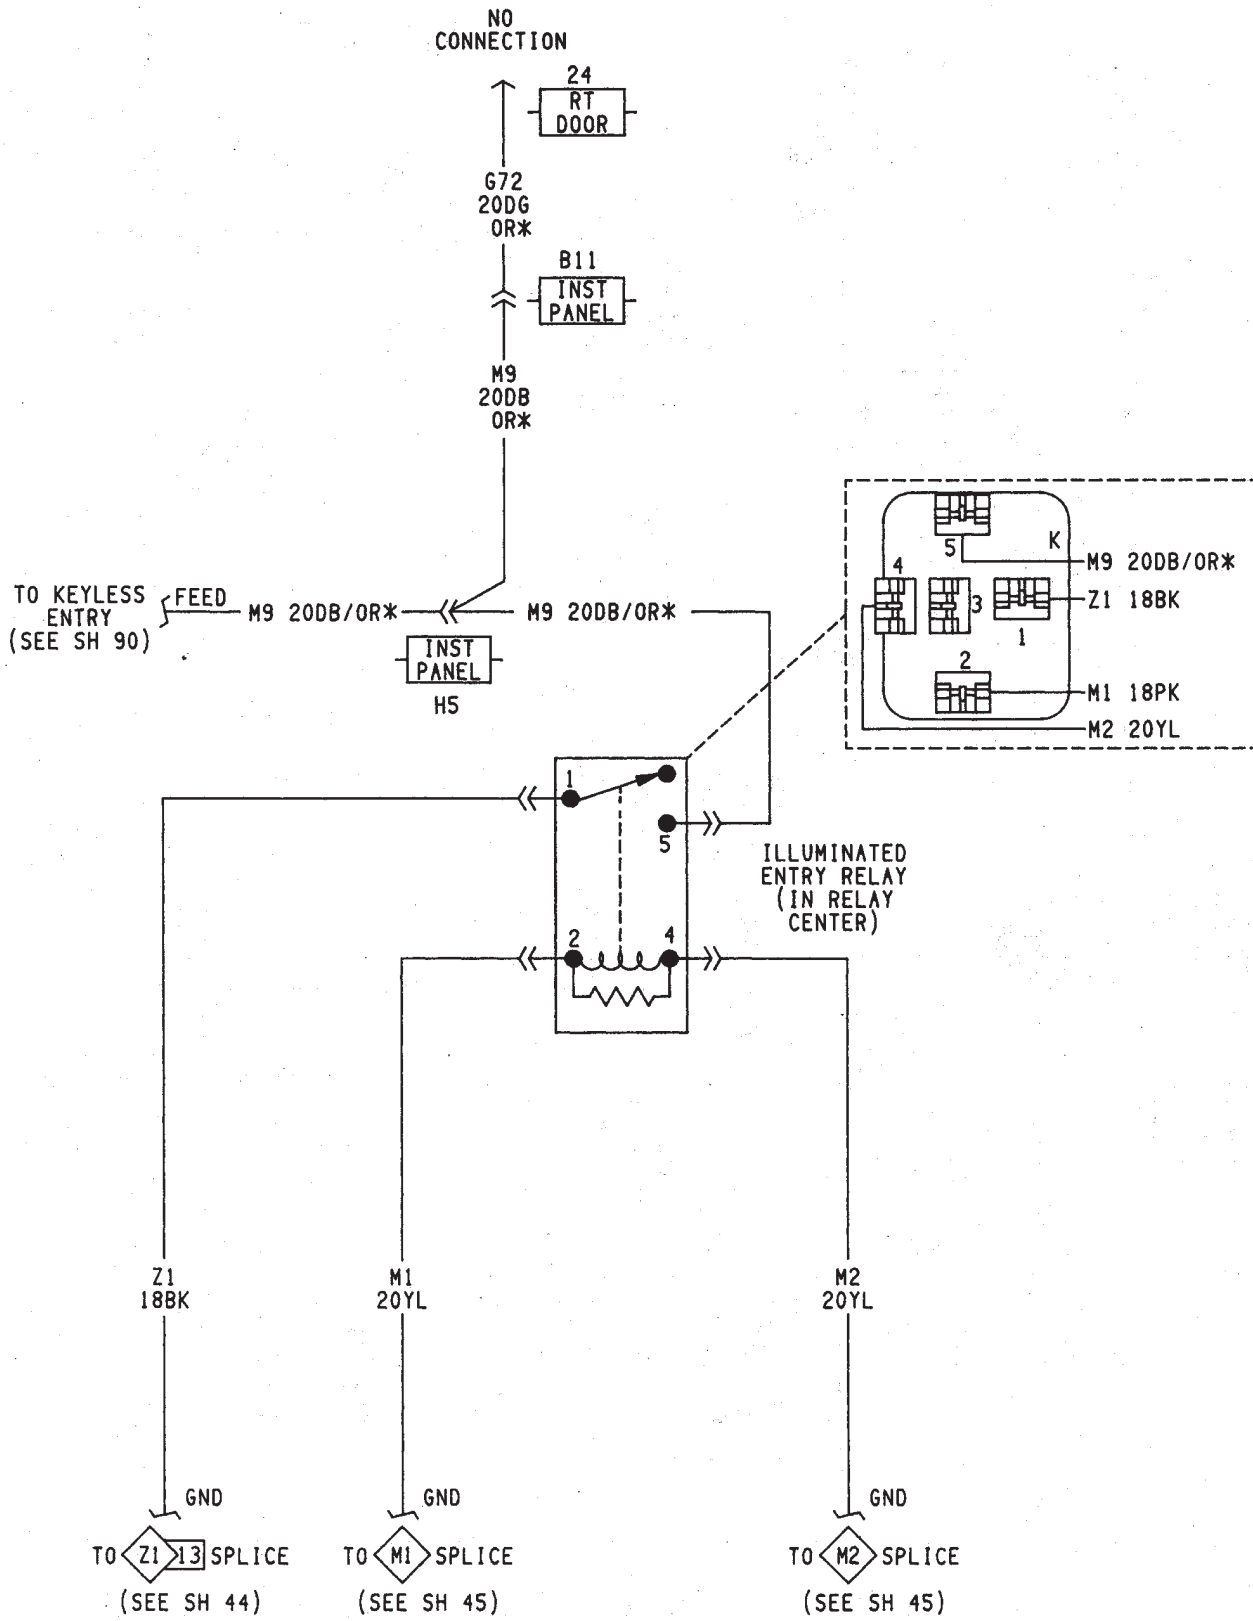 NO
CONNECTION
24
RT
DOOR
G72
20DG
OR*
B11
INST
PANEL
M9
20DB
OR*
TO KEYLESS
ENTRY
(SEE SH 90)
FEED
M9 20DB/OR*
M9 20DB/OR*
INST
PANEL
H5
5
K
4
3
1
2
M9 20DB/OR*
Z1 18BK
M1 18PK
M2 20YL
1
5
2
4
ILLUMINATED
ENTRY RELAY
(IN RELAY
CENTER)
Z1
18BK
M1
20YL
M2
20YL
GND
TO Z1 13 SPLICE
(SEE SH 44)
GND
TO M1 SPLICE
(SEE SH 45)
GND
TO M2 SPLICE
(SEE SH 45)